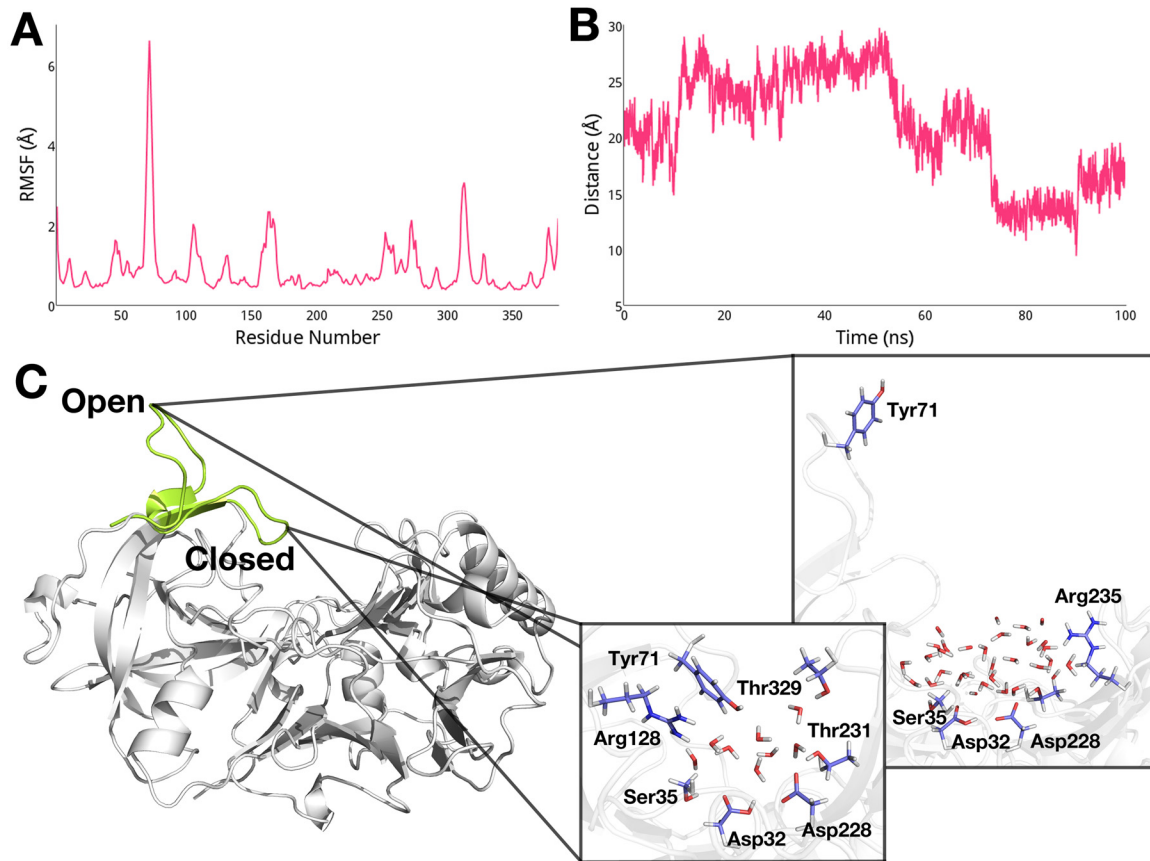 A
RMSF (Å)
6
4
2
0
50
100
150
200
250
300
350
Residue Number
B
Distance (Å)
30
25
20
15
10
5
0
20
40
60
80
100
Time (ns)
C
Open
Closed
Tyr71
Arg235
Ser35
Asp32
Asp228
Tyr71
Thr329
Arg128
Thr231
Ser35
Asp32
Asp228